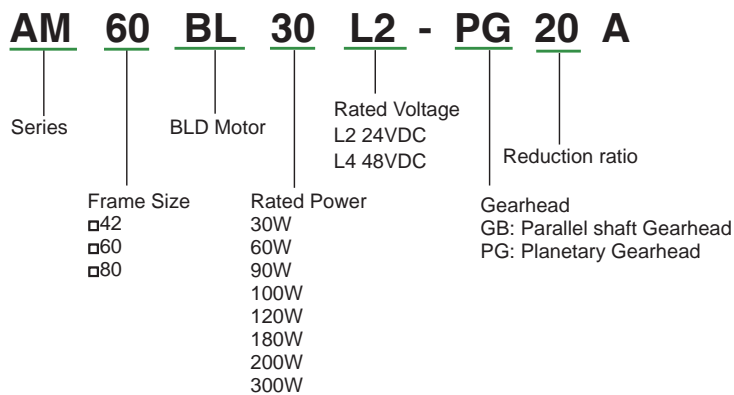 AM 60 BL 30 L2 - PG 20 A
Series
BLD Motor
Rated Voltage
L2 24VDC
L4 48VDC
Reduction ratio
Frame Size
□42
□60
□80
Rated Power
30W
60W
90W
100W
120W
180W
200W
300W
Gearhead
GB: Parallel shaft Gearhead
PG: Planetary Gearhead